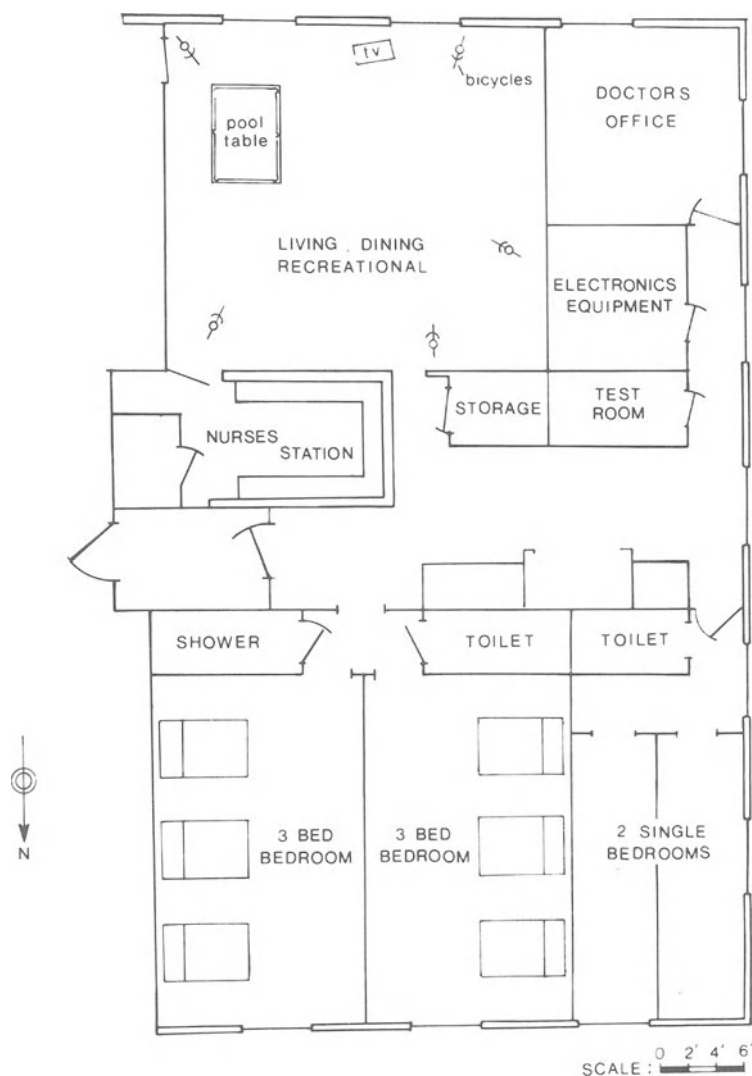 tv
bicycles
DOCTORS
OFFICE
pool
table
LIVING . DINING
RECREATIONAL
ELECTRONICS
EQUIPMENT
STORAGE
TEST
ROOM
NURSES
STATION
SHOWER
TOILET
TOILET
3 BED
BEDROOM
3 BED
BEDROOM
2 SINGLE
BEDROOMS
N
SCALE : 0 2' 4' 6'